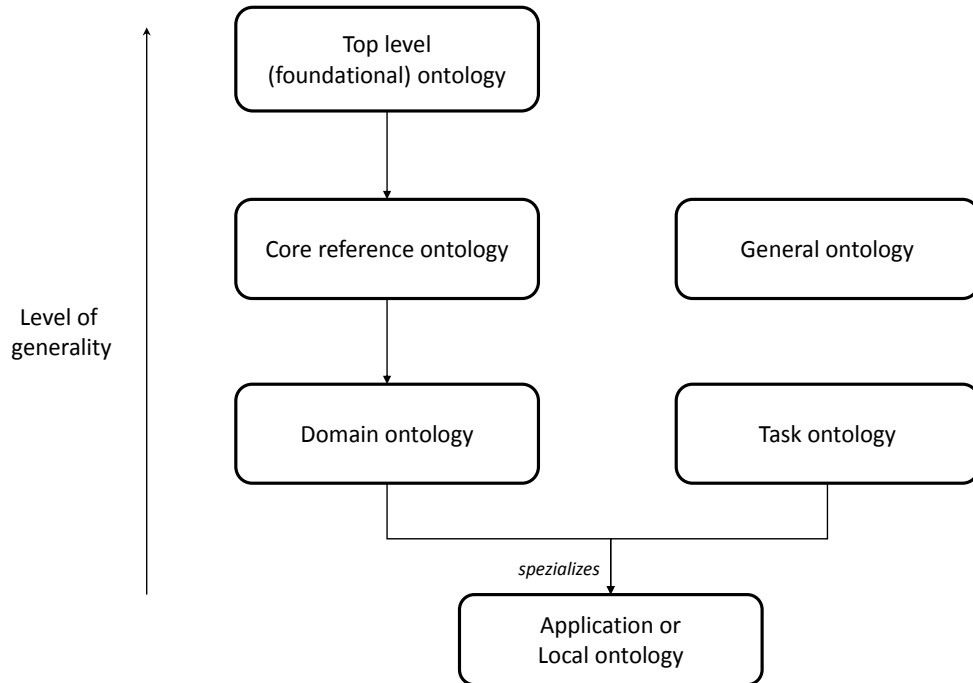 Top level
(foundational) ontology
Core reference ontology
General ontology
Level of
generality
Domain ontology
Task ontology
spezializes
Application or
Local ontology